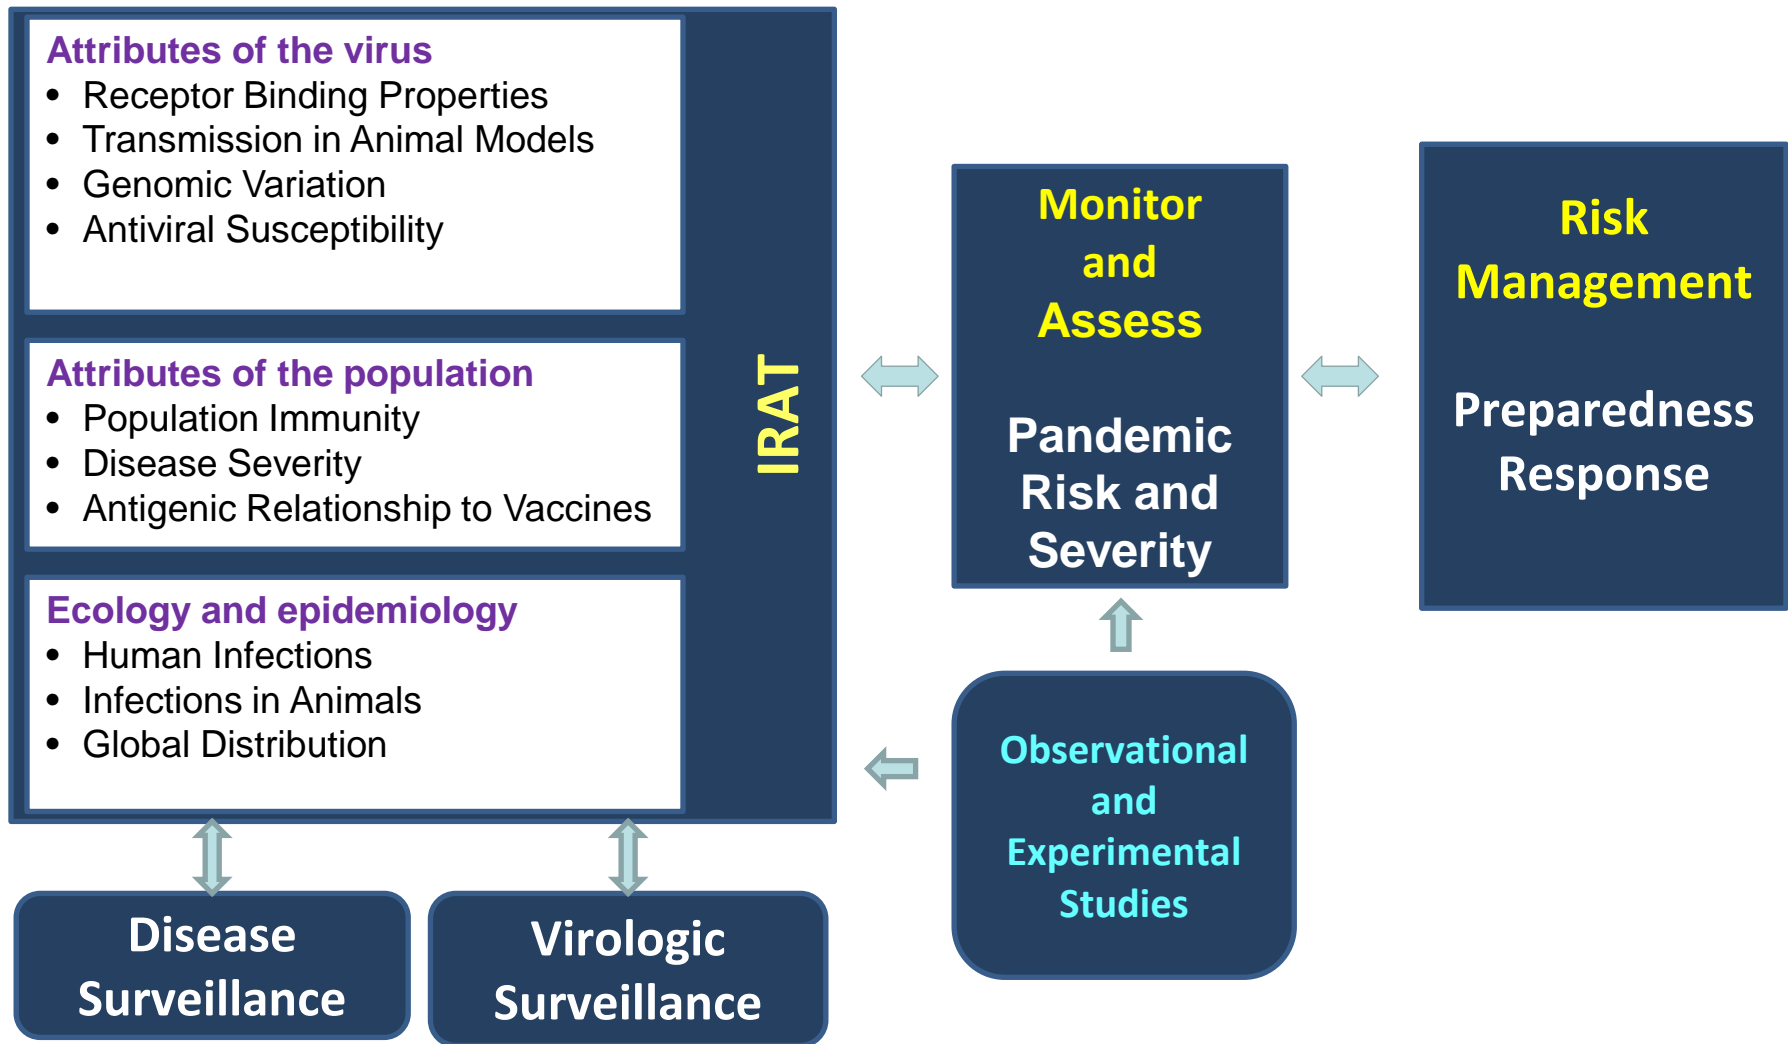 Attributes of the virus
• Receptor Binding Properties
• Transmission in Animal Models
• Genomic Variation
• Antiviral Susceptibility
Attributes of the population
• Population Immunity
• Disease Severity
• Antigenic Relationship to Vaccines
Ecology and epidemiology
• Human Infections
• Infections in Animals
• Global Distribution
IRAT
Monitor
and
Assess
Pandemic
Risk and
Severity
Risk
Management
Preparedness
Response
Observational
and
Experimental
Studies
Disease
Surveillance
Virologic
Surveillance